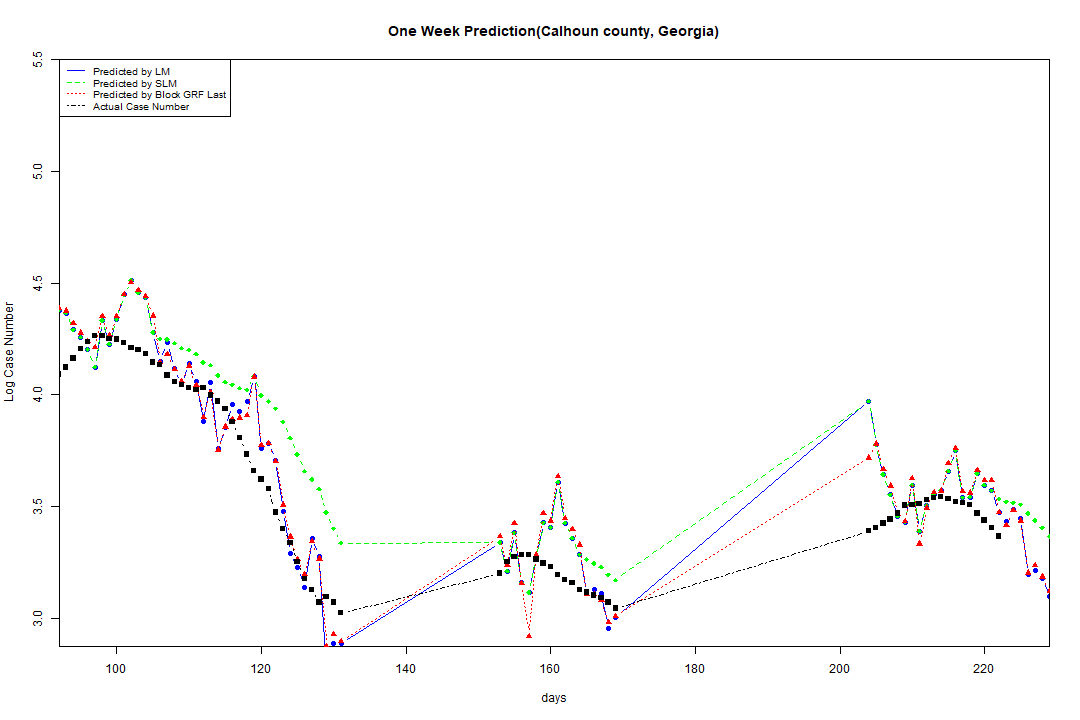 One Week Prediction(Calhoun county, Georgia)
Predicted by LM
Predicted by SLM
Predicted by Block GRF Last
Actual Case Number
Log Case Number
5.5
5.0
4.5
4.0
3.5
3.0
100 120 140 160 180 200 220
days